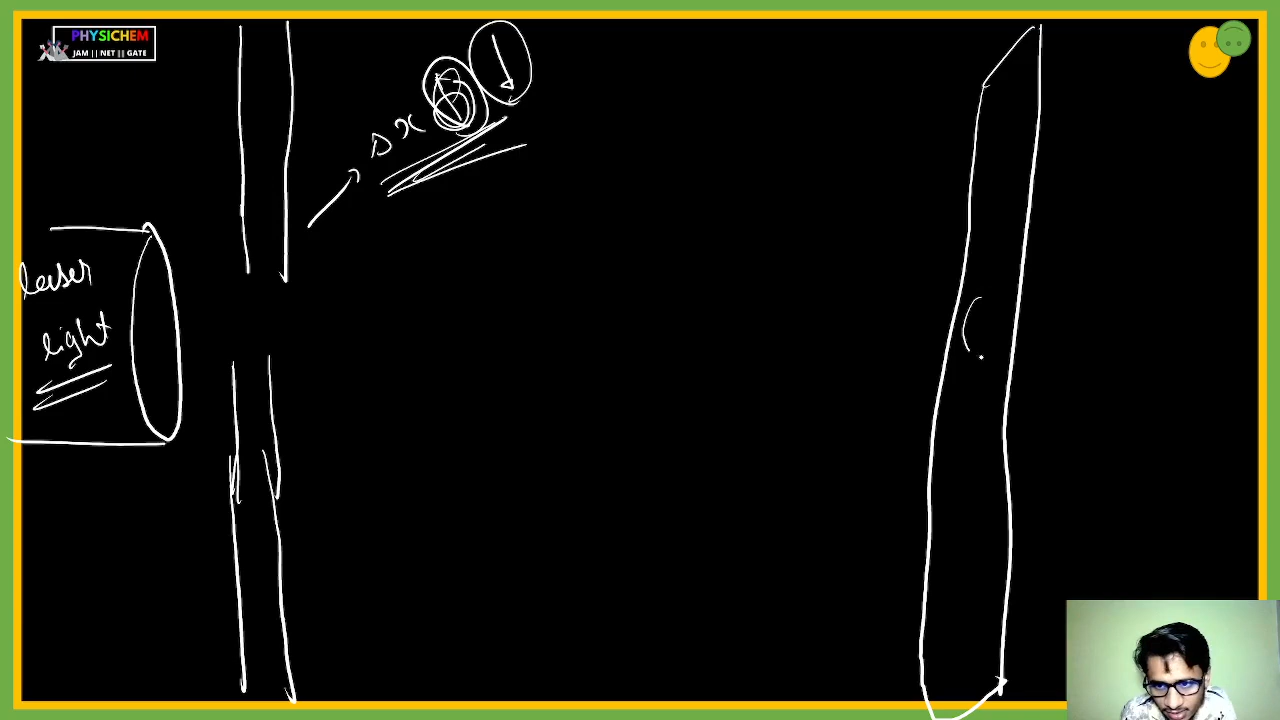 PHYSICHEM
JAM || NET || GATE
Δx ↓
laser
light